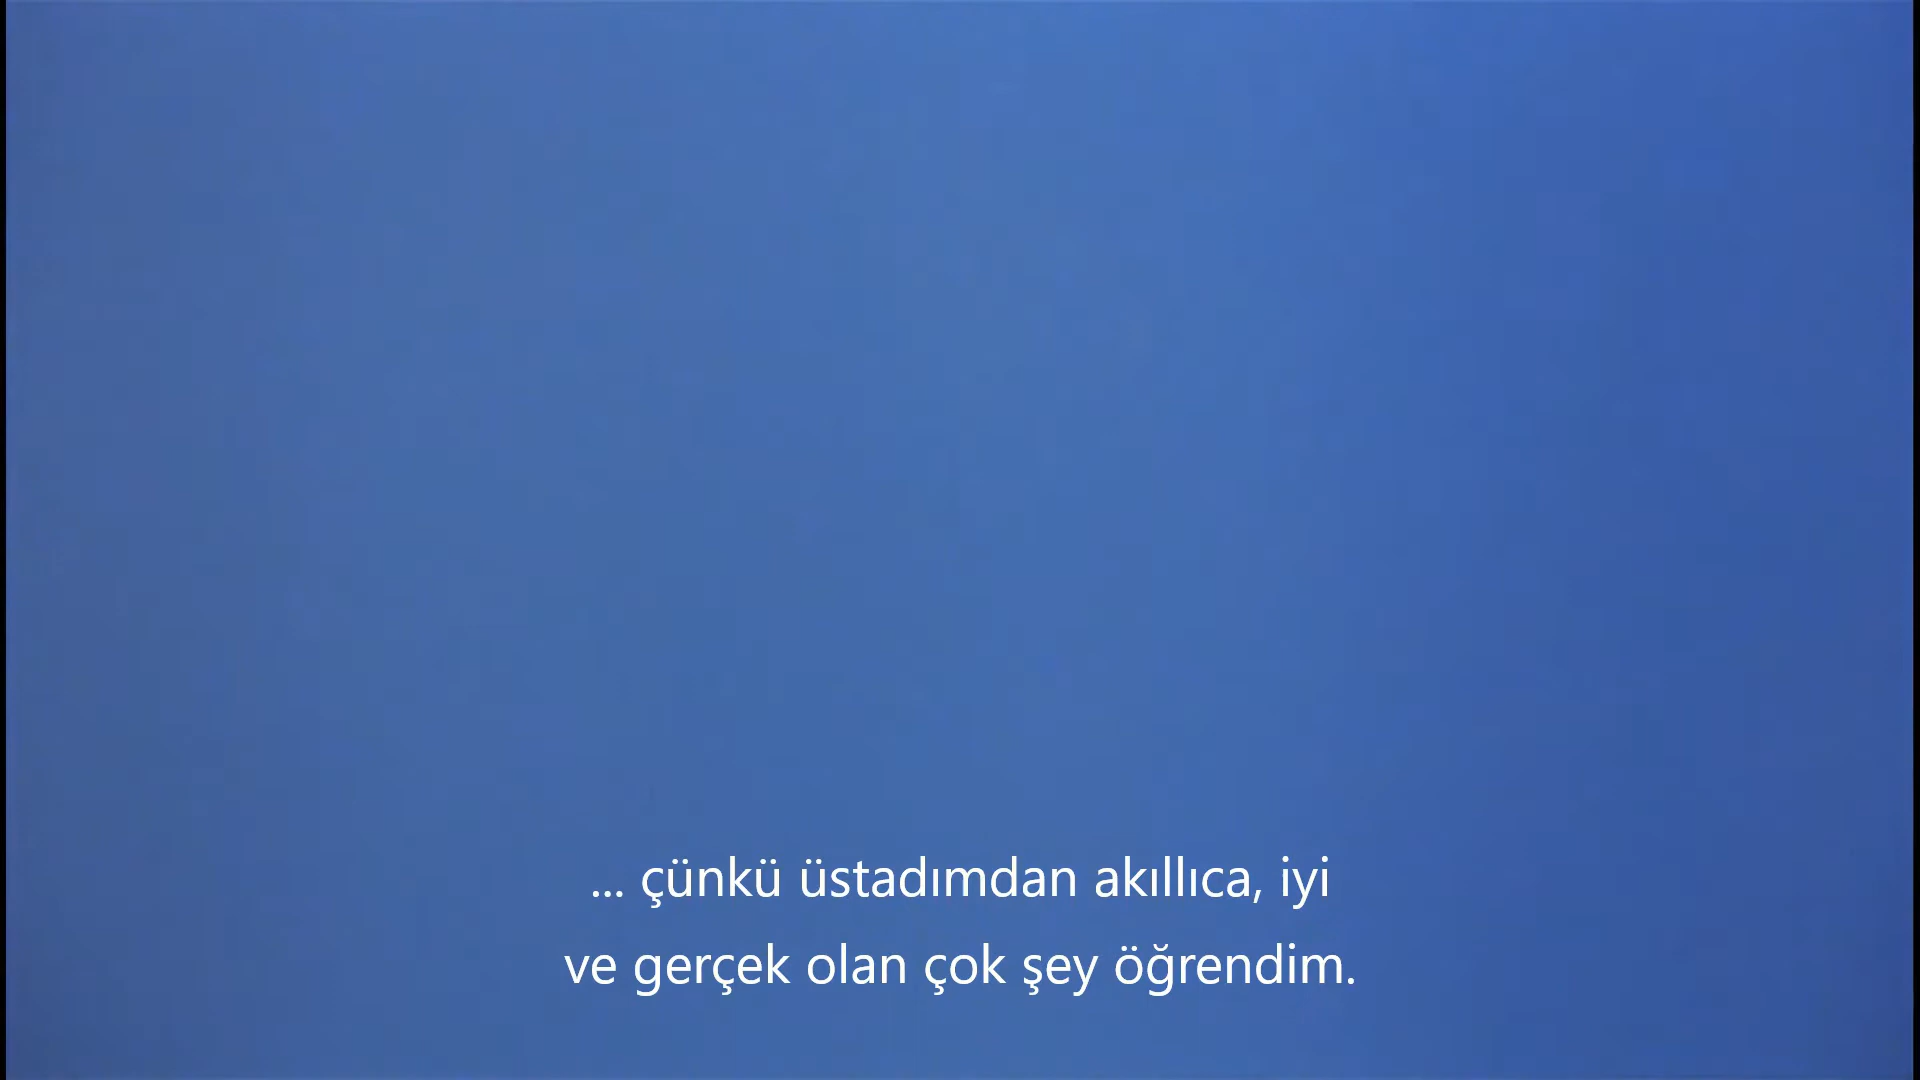 ... çünkü üstadımdan akıllıca, iyi
ve gerçek olan çok şey öğrendim.